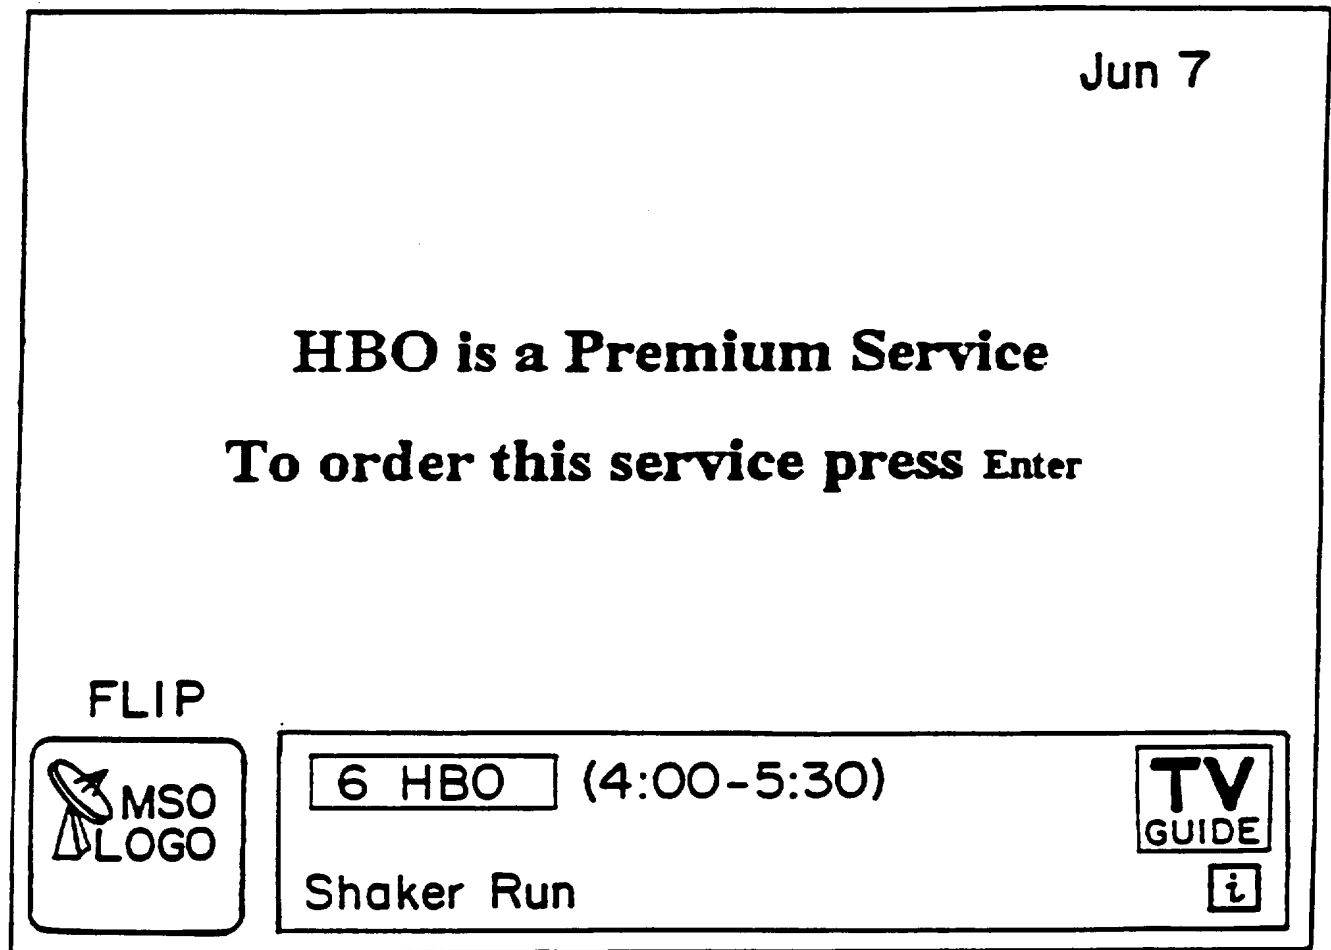 Jun 7
HBO is a Premium Service
To order this service press Enter
FLIP
MSO
LOGO
6 HBO (4:00-5:30)
TV
GUIDE
Shaker Run
i